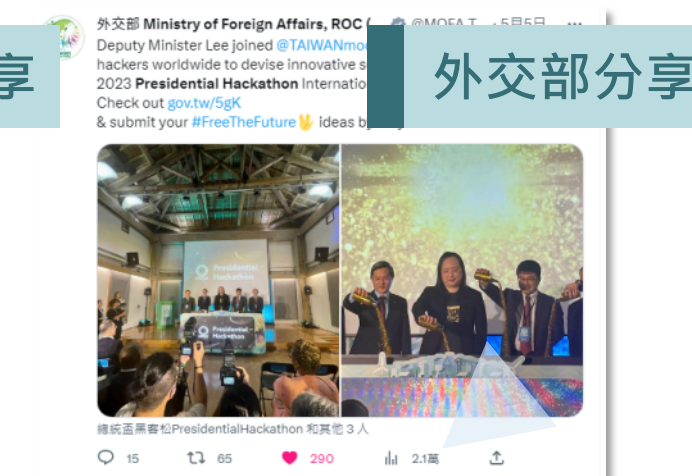 外交部 Ministry of Foreign Affairs, ROC (
@MOFA_T
· 5月5日
Deputy Minister Lee joined @TAIWANmo
hackers worldwide to devise innovative s
2023 Presidential Hackathon Internatio
Check out gov.tw/5gK
& submit your #FreeTheFuture🖖 ideas b
享
外交部分享
Presidential
Hackathon
Presidential
Hackathon
總統盃黑客松PresidentialHackathon 和其他 3 人
15
65
290
2.1萬